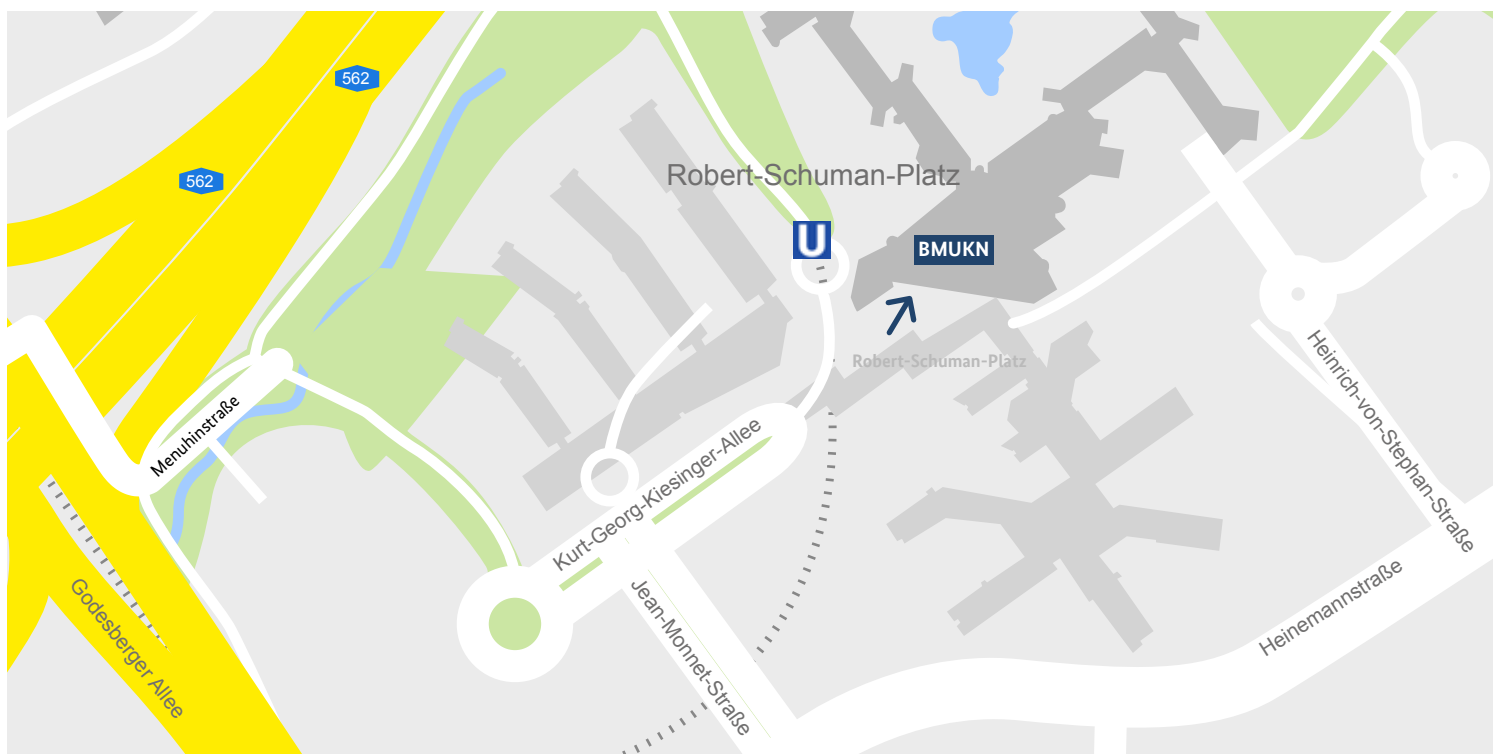 562
562
Robert-Schuman-Platz
U
BMUKN
Robert-Schuman-Platz
Menuhinstraße
Kurt-Georg-Kiesinger-Allee
Heinrich-von-Stephan-Straße
Jean-Monnet-Straße
Godesberger Allee
Heinemannstraße